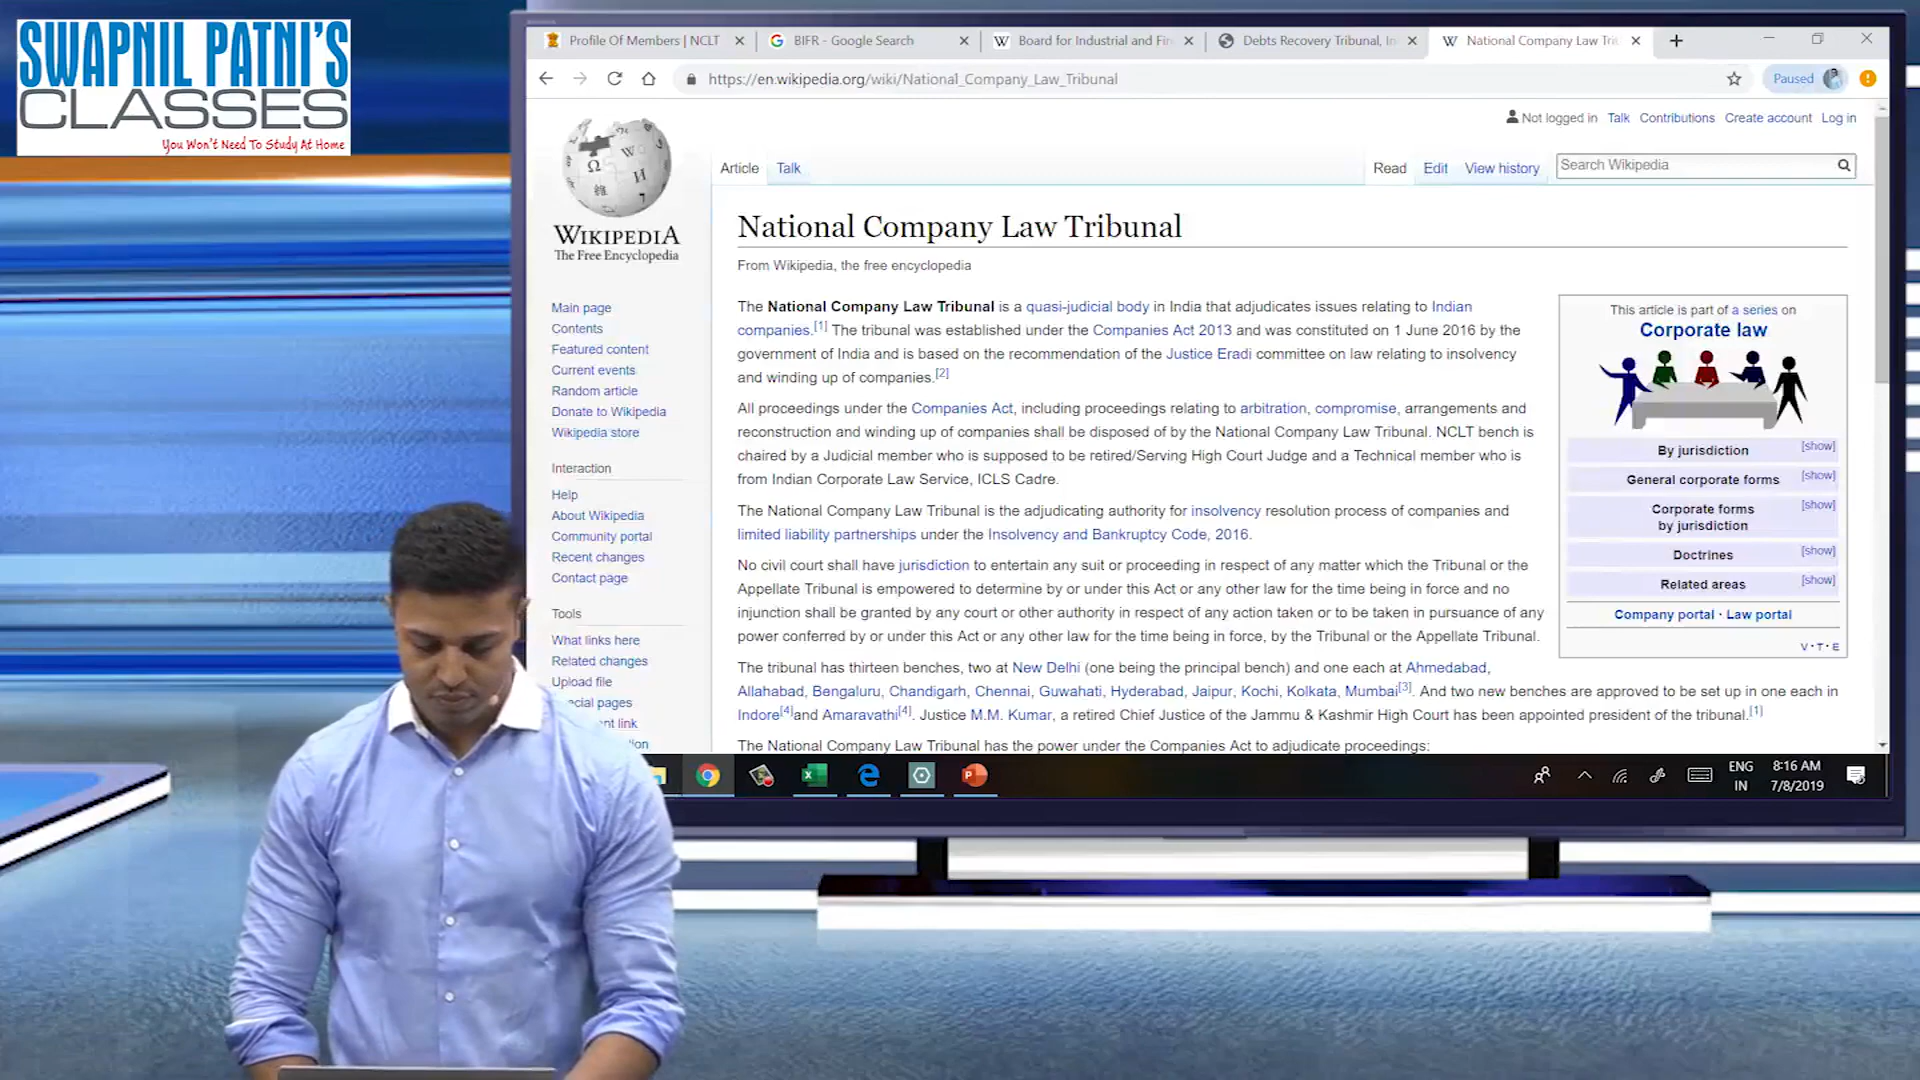 SWAPNIL PATNI'S
CLASSES
You Won't Need To Study At Home
Profile Of Members | NCLT
BIFR - Google Search
Board for Industrial and Fin
Debts Recovery Tribunal, In
National Company Law Tri
https://en.wikipedia.org/wiki/National_Company_Law_Tribunal
Paused
Not logged in Talk Contributions Create account Log in
Article Talk
Read Edit View history
Search Wikipedia
WIKIPEDIA
The Free Encyclopedia
Main page
Contents
Featured content
Current events
Random article
Donate to Wikipedia
Wikipedia store
Interaction
Help
About Wikipedia
Community portal
Recent changes
Contact page
Tools
What links here
Related changes
Upload file
ecial pages
nt link
tion
National Company Law Tribunal
From Wikipedia, the free encyclopedia
The National Company Law Tribunal is a quasi-judicial body in India that adjudicates issues relating to Indian
companies.[1] The tribunal was established under the Companies Act 2013 and was constituted on 1 June 2016 by the
government of India and is based on the recommendation of the Justice Eradi committee on law relating to insolvency
and winding up of companies.[2]
All proceedings under the Companies Act, including proceedings relating to arbitration, compromise, arrangements and
reconstruction and winding up of companies shall be disposed of by the National Company Law Tribunal. NCLT bench is
chaired by a Judicial member who is supposed to be retired/Serving High Court Judge and a Technical member who is
from Indian Corporate Law Service, ICLS Cadre.
The National Company Law Tribunal is the adjudicating authority for insolvency resolution process of companies and
limited liability partnerships under the Insolvency and Bankruptcy Code, 2016.
No civil court shall have jurisdiction to entertain any suit or proceeding in respect of any matter which the Tribunal or the
Appellate Tribunal is empowered to determine by or under this Act or any other law for the time being in force and no
injunction shall be granted by any court or other authority in respect of any action taken or to be taken in pursuance of any
power conferred by or under this Act or any other law for the time being in force, by the Tribunal or the Appellate Tribunal.
The tribunal has thirteen benches, two at New Delhi (one being the principal bench) and one each at Ahmedabad,
Allahabad, Bengaluru, Chandigarh, Chennai, Guwahati, Hyderabad, Jaipur, Kochi, Kolkata, Mumbai[3]. And two new benches are approved to be set up in one each in
Indore[4]and Amaravathi[4]. Justice M.M. Kumar, a retired Chief Justice of the Jammu & Kashmir High Court has been appointed president of the tribunal.[1]
The National Company Law Tribunal has the power under the Companies Act to adjudicate proceedings:
This article is part of a series on
Corporate law
By jurisdiction [show]
General corporate forms [show]
Corporate forms [show]
by jurisdiction
Doctrines [show]
Related areas [show]
Company portal · Law portal
V · T · E
ENG
IN
8:16 AM
7/8/2019